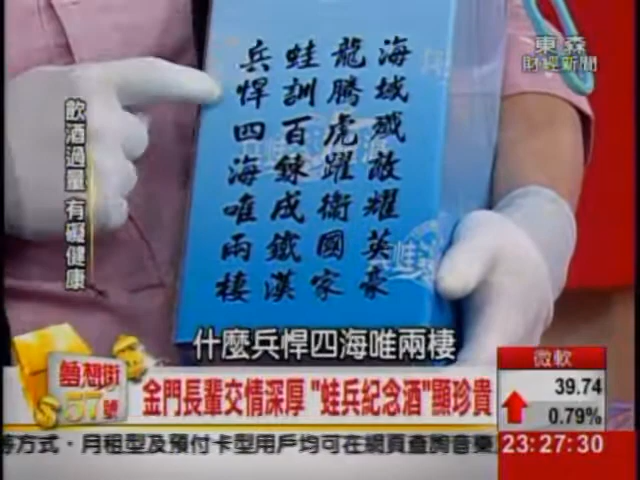 東森
財經新聞
海域殲敵耀英豪
龍騰虎躍衛國家
蛙訓百鍊成鐵漢
兵悍四海唯兩棲
飲酒過量 有礙健康
什麼兵悍四海唯兩棲
夢想街
57號
金門長輩交情深厚 "蛙兵紀念酒"顯珍貴
微軟
39.74
0.79%
方式‧月租型及預付卡型用戶均可在網頁查詢音樂
23:27:30